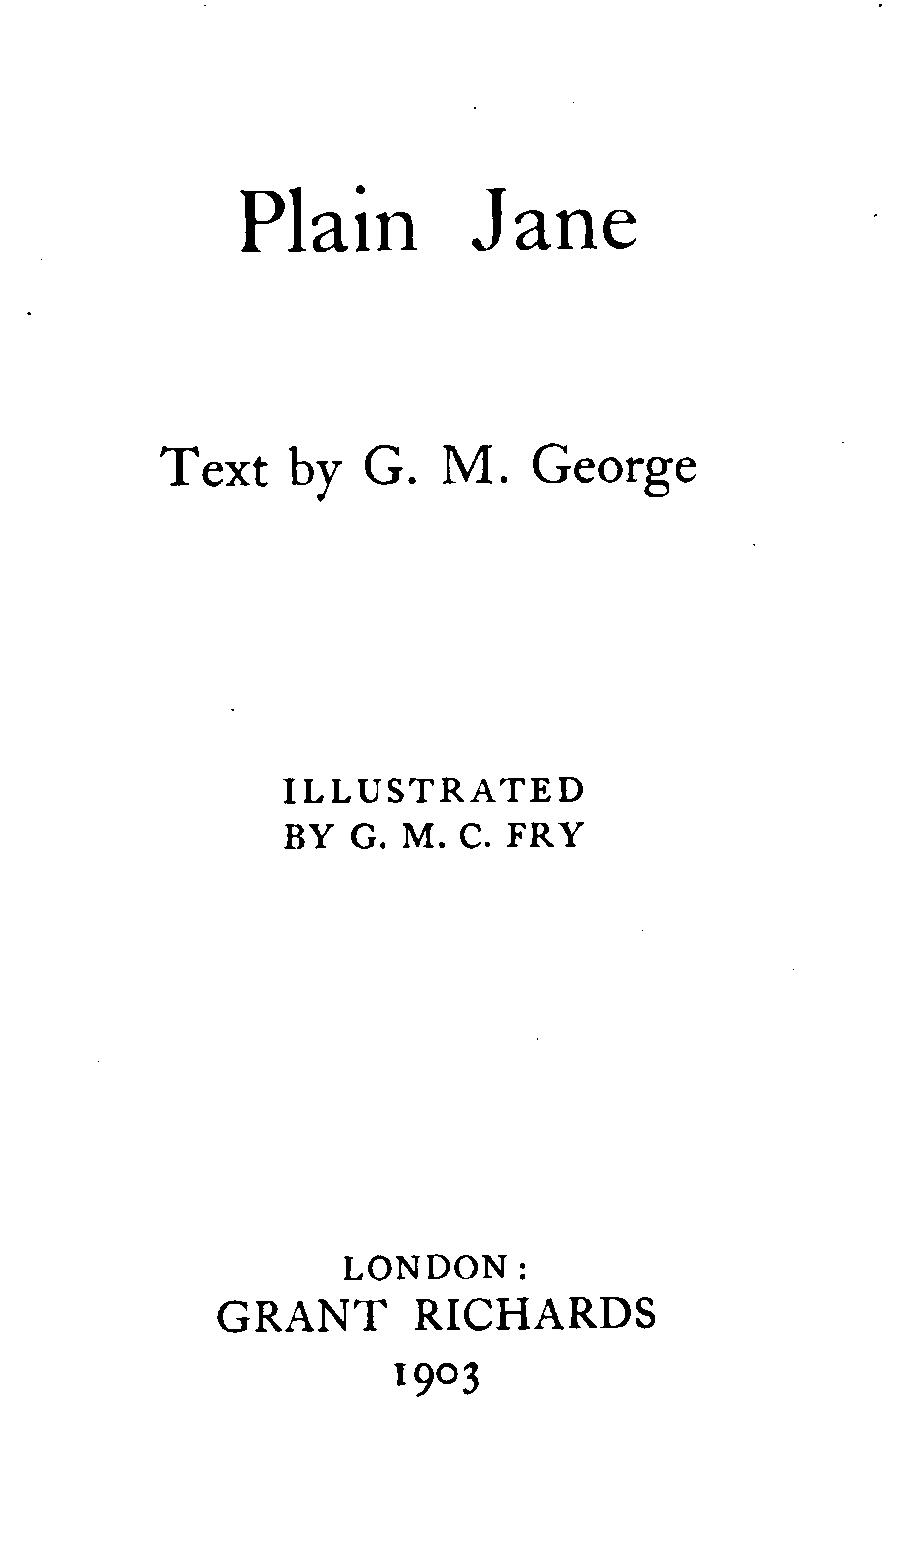 Plain Jane
Text by G. M. George
ILLUSTRATED
BY G. M. C. FRY
LONDON:
GRANT RICHARDS
1903